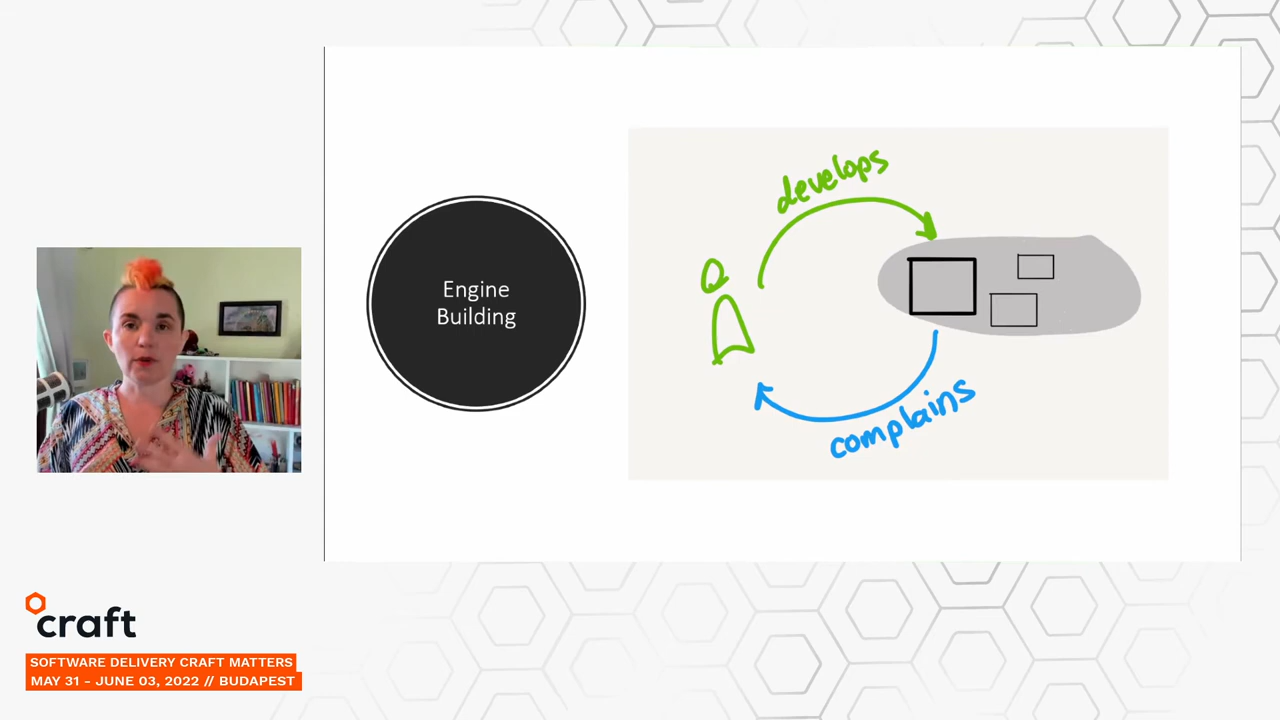 Engine
Building
develops
complains
craft
SOFTWARE DELIVERY CRAFT MATTERS
MAY 31 - JUNE 03, 2022 // BUDAPEST